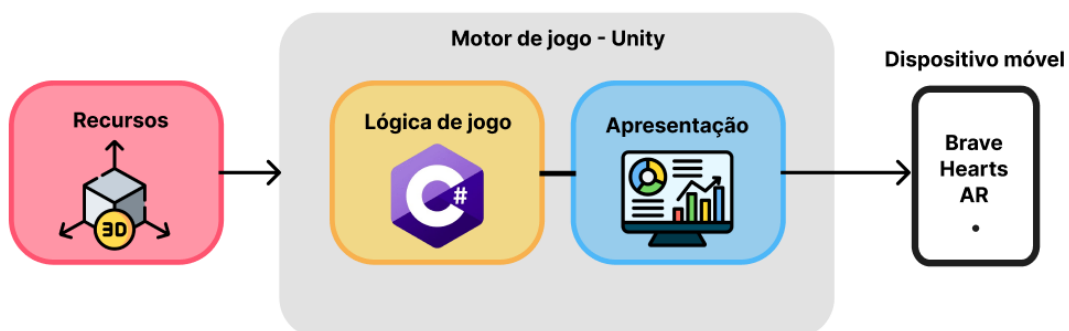 Motor de jogo - Unity
Dispositivo móvel
Recursos
3D
Lógica de jogo
C#
Apresentação
Brave
Hearts
AR